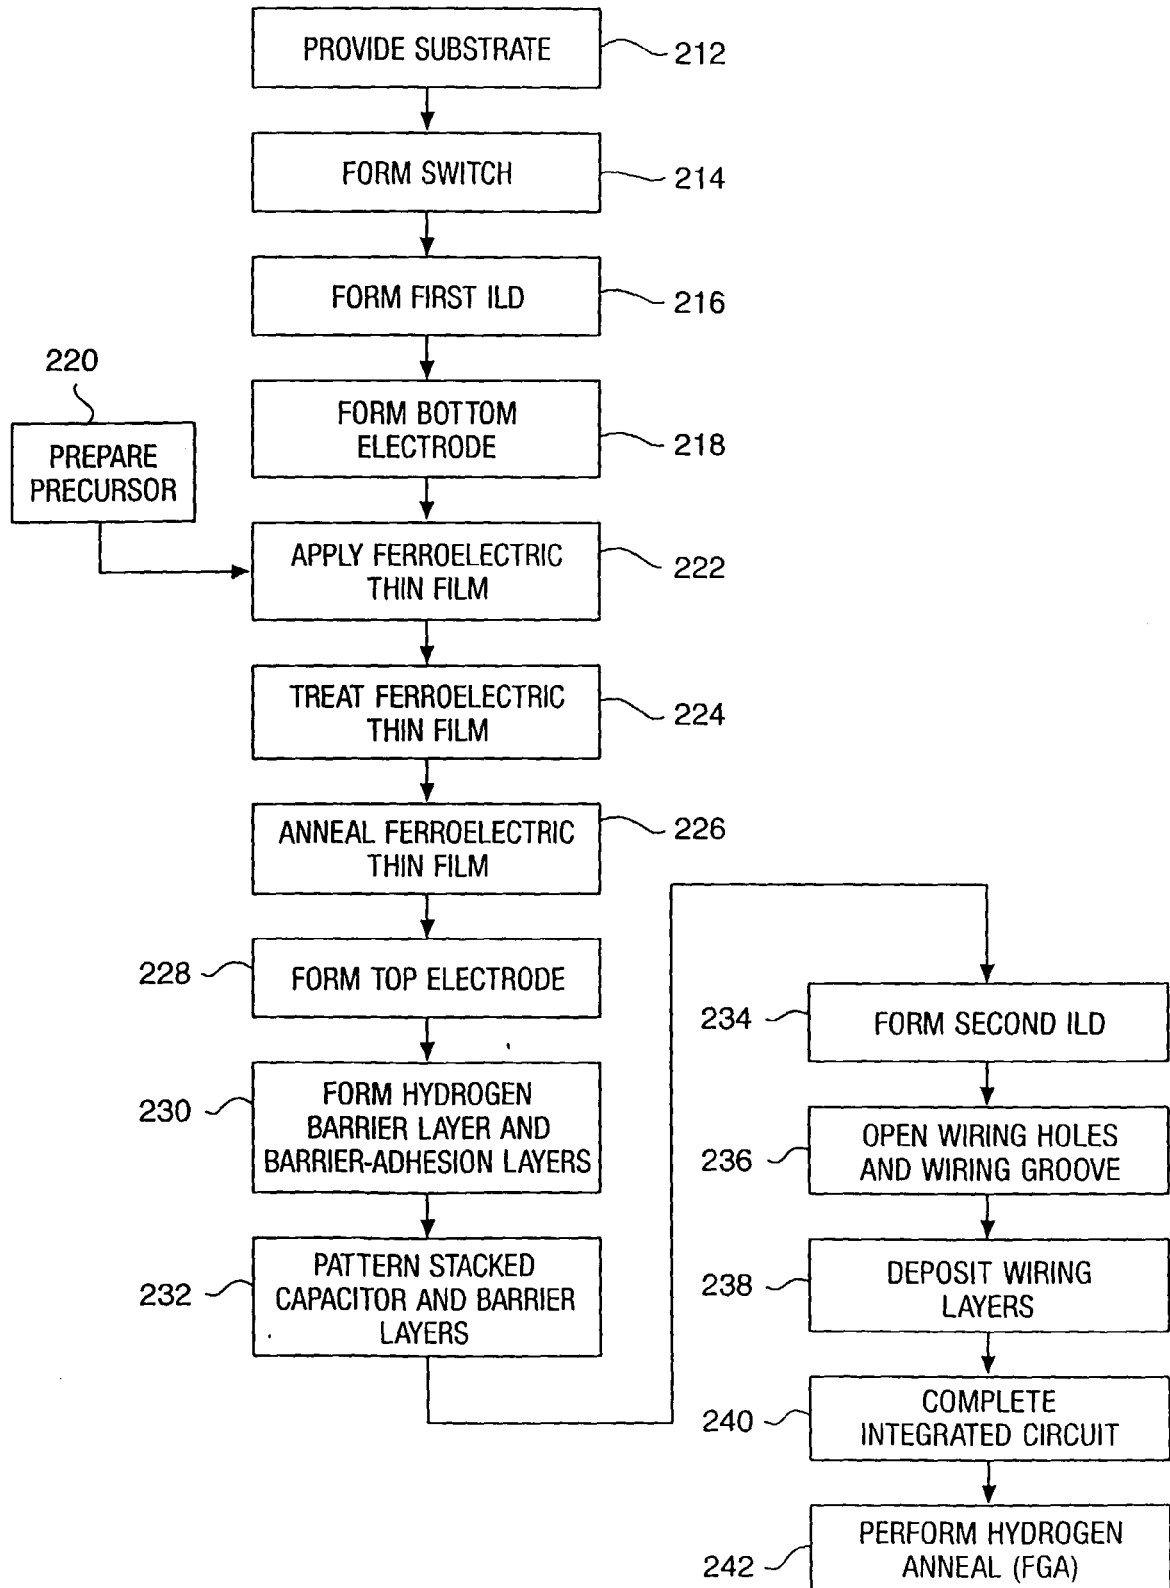 PROVIDE SUBSTRATE
212
FORM SWITCH
214
FORM FIRST ILD
216
220
PREPARE
PRECURSOR
FORM BOTTOM
ELECTRODE
218
APPLY FERROELECTRIC
THIN FILM
222
TREAT FERROELECTRIC
THIN FILM
224
ANNEAL FERROELECTRIC
THIN FILM
226
228
FORM TOP ELECTRODE
230
FORM HYDROGEN
BARRIER LAYER AND
BARRIER-ADHESION LAYERS
232
PATTERN STACKED
CAPACITOR AND BARRIER
LAYERS
234
FORM SECOND ILD
236
OPEN WIRING HOLES
AND WIRING GROOVE
238
DEPOSIT WIRING
LAYERS
240
COMPLETE
INTEGRATED CIRCUIT
242
PERFORM HYDROGEN
ANNEAL (FGA)